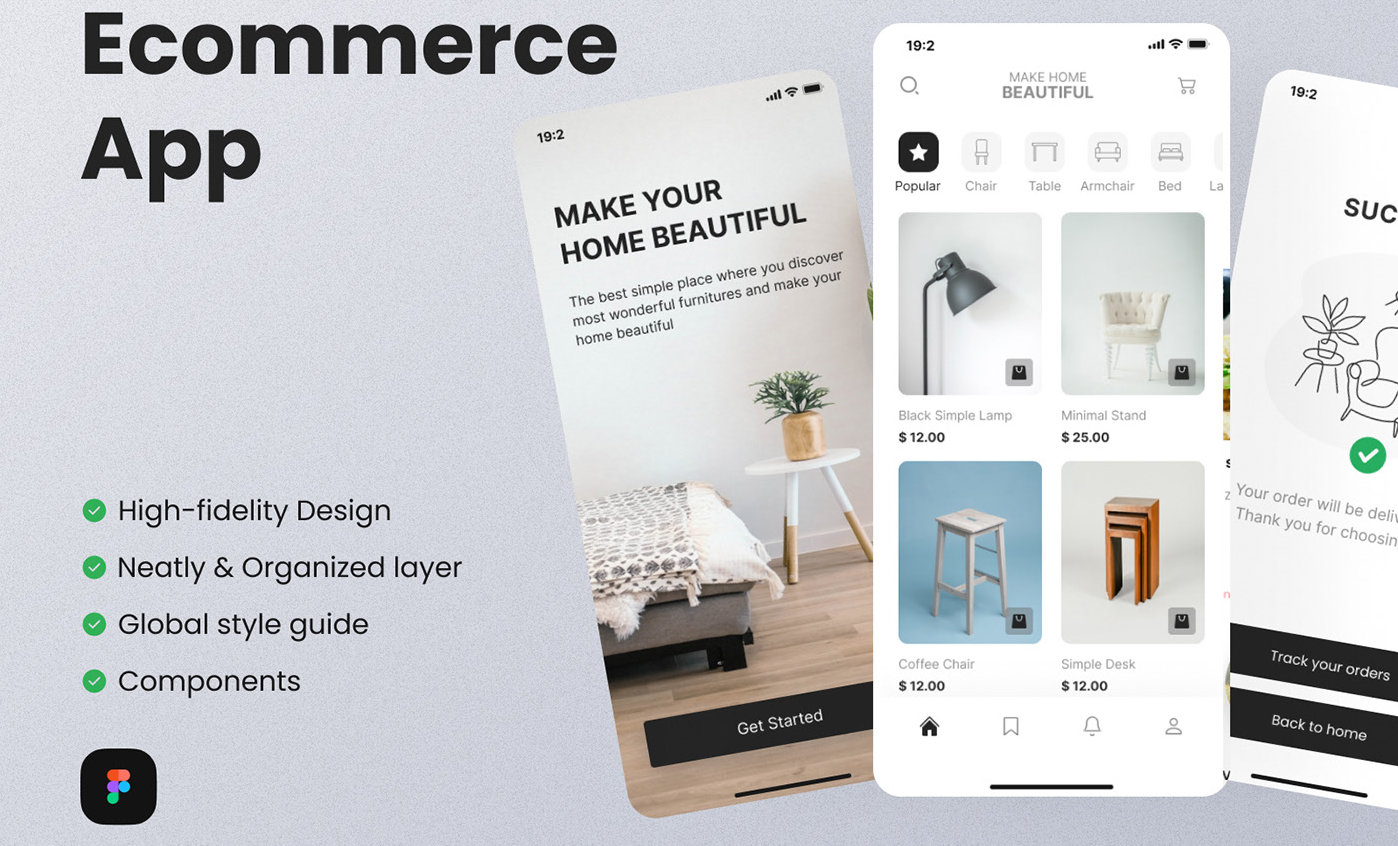 Ecommerce
App
High-fidelity Design
Neatly & Organized layer
Global style guide
Components
19:2
MAKE YOUR
HOME BEAUTIFUL
The best simple place where you discover
most wonderful furnitures and make your
home beautiful
Get Started
19:2
MAKE HOME
BEAUTIFUL
Popular Chair Table Armchair Bed La
Black Simple Lamp Minimal Stand
$ 12.00 $ 25.00
Coffee Chair Simple Desk
$ 12.00 $ 12.00
19:2
SUC
Your order will be deliv
Thank you for choosin
Track your orders
Back to home